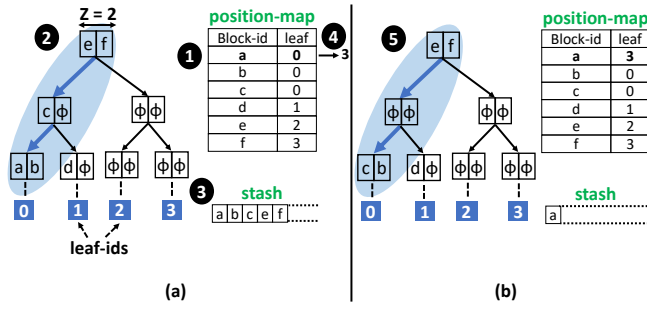 Z = 2
2
e f
c ϕ
ϕ ϕ
a b
d ϕ
ϕ ϕ
ϕ ϕ
0
1
2
3
leaf-ids
1
position-map
Block-id leaf
a 0
b 0
c 0
d 1
e 2
f 3
4
3
3
stash
a b c e f
(a)
5
e f
ϕ ϕ
ϕ ϕ
c b
d ϕ
ϕ ϕ
ϕ ϕ
0
1
2
3
position-map
Block-id leaf
a 3
b 0
c 0
d 1
e 2
f 3
stash
a
(b)